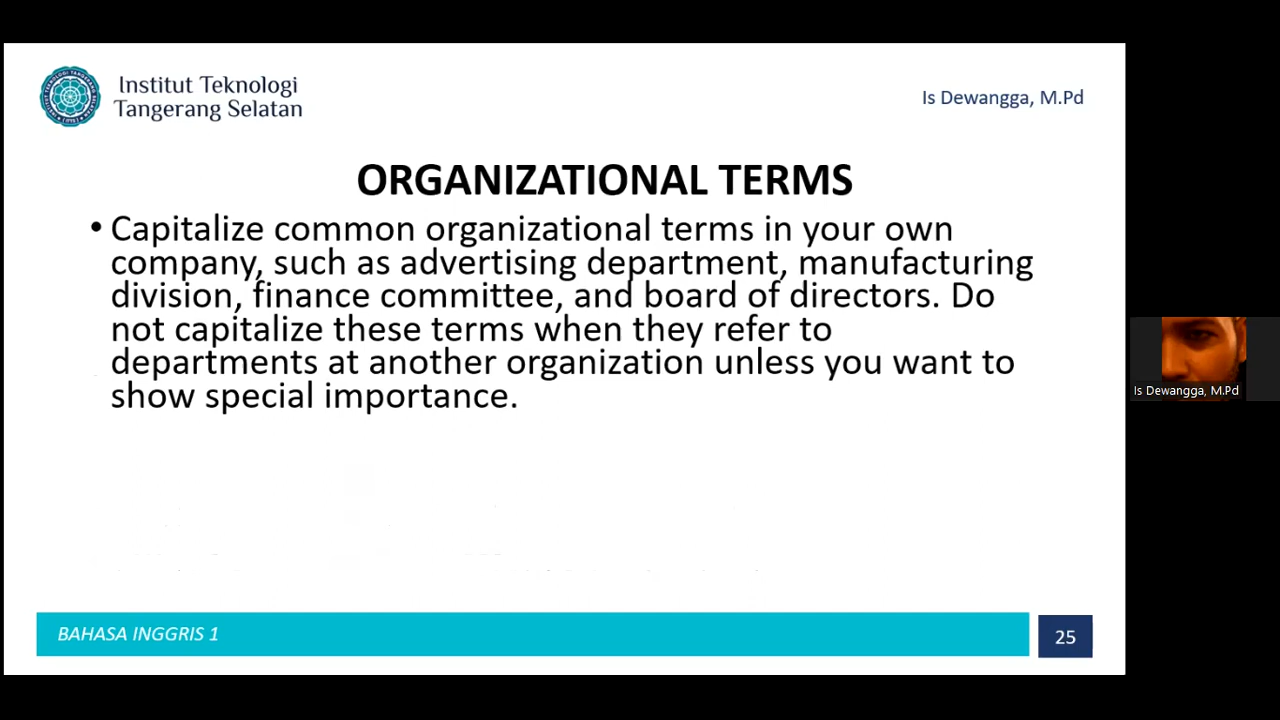 Institut Teknologi
Tangerang Selatan
Is Dewangga, M.Pd
ORGANIZATIONAL TERMS
• Capitalize common organizational terms in your own
company, such as advertising department, manufacturing
division, finance committee, and board of directors. Do
not capitalize these terms when they refer to
departments at another organization unless you want to
show special importance.
Is Dewangga, M.Pd
BAHASA INGGRIS 1
25